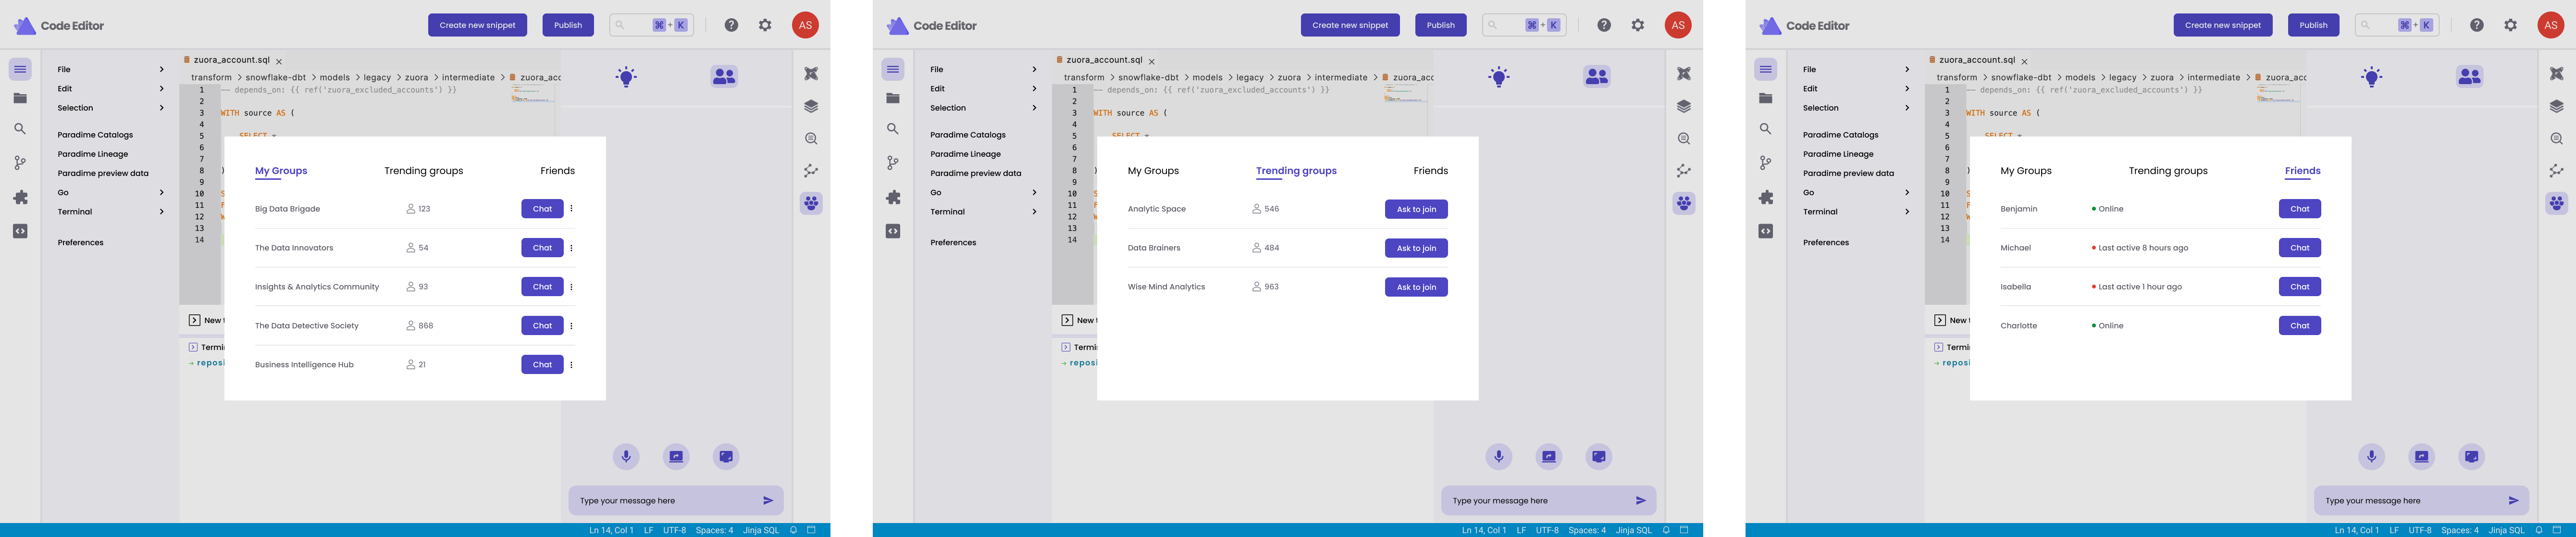 Code Editor
Create new snippet
Publish
⌘ + K
AS
File
Edit
Selection
Paradime Catalogs
Paradime Lineage
Paradime preview data
Go
Terminal
Preferences
zuora_account.sql
transform > snowflake-dbt > models > legacy > zuora > intermediate > zuora_acc
1 -- depends_on: {{ ref('zuora_excluded_accounts') }}
2
3 WITH source AS (
4
5 SELECT *
6
7
8 )
9
10
11
12
13
14
My Groups Trending groups Friends
Big Data Brigade 123 Chat
The Data Innovators 54 Chat
Insights & Analytics Community 93 Chat
The Data Detective Society 868 Chat
Business Intelligence Hub 21 Chat
New t
Termi
→ reposi
Type your message here
Ln 14, Col 1 LF UTF-8 Spaces: 4 Jinja SQL
Code Editor
Create new snippet
Publish
⌘ + K
AS
File
Edit
Selection
Paradime Catalogs
Paradime Lineage
Paradime preview data
Go
Terminal
Preferences
zuora_account.sql
transform > snowflake-dbt > models > legacy > zuora > intermediate > zuora_acc
1 -- depends_on: {{ ref('zuora_excluded_accounts') }}
2
3 WITH source AS (
4
5 SELECT *
6
7
8 )
9
10
11
12
13
14
My Groups Trending groups Friends
Analytic Space 546 Ask to join
Data Brainers 484 Ask to join
Wise Mind Analytics 963 Ask to join
New t
Termi
→ reposi
Type your message here
Ln 14, Col 1 LF UTF-8 Spaces: 4 Jinja SQL
Code Editor
Create new snippet
Publish
⌘ + K
AS
File
Edit
Selection
Paradime Catalogs
Paradime Lineage
Paradime preview data
Go
Terminal
Preferences
zuora_account.sql
transform > snowflake-dbt > models > legacy > zuora > intermediate > zuora_acc
1 -- depends_on: {{ ref('zuora_excluded_accounts') }}
2
3 WITH source AS (
4
5 SELECT *
6
7
8 )
9
10
11
12
13
14
My Groups Trending groups Friends
Benjamin Online Chat
Michael Last active 8 hours ago Chat
Isabella Last active 1 hour ago Chat
Charlotte Online Chat
New t
Termi
→ reposi
Type your message here
Ln 14, Col 1 LF UTF-8 Spaces: 4 Jinja SQL